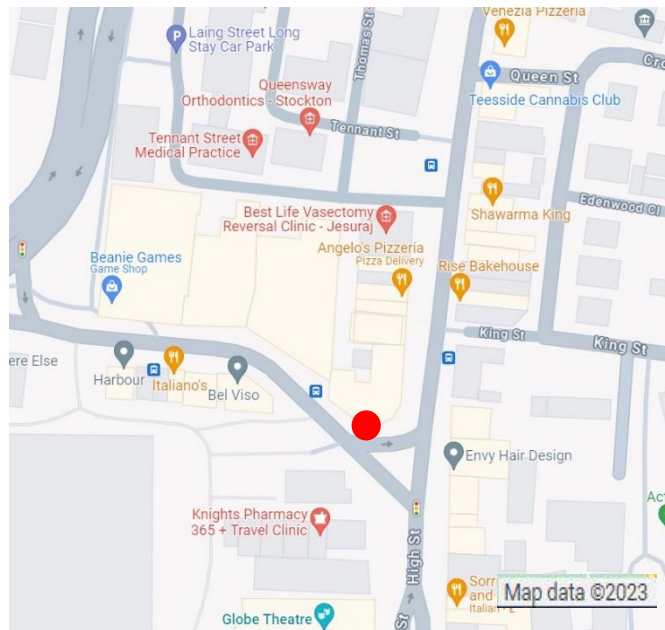 Venezia Pizzeria
Laing Street Long
Stay Car Park
Thomas St
Cro
Queen St
Queensway
Orthodontics - Stockton
Teesside Cannabis Club
Tennant St
Tennant Street
Medical Practice
Edenwood Cl
Best Life Vasectomy
Reversal Clinic - Jesuraj
Shawarma King
Angelo's Pizzeria
Pizza Delivery
Beanie Games
Game Shop
Rise Bakehouse
King St
King St
ere Else
Harbour
Italiano's
Bel Viso
Envy Hair Design
Act
Knights Pharmacy
365 + Travel Clinic
High St
Sorr
and
Italian
Map data ©2023
Globe Theatre
St